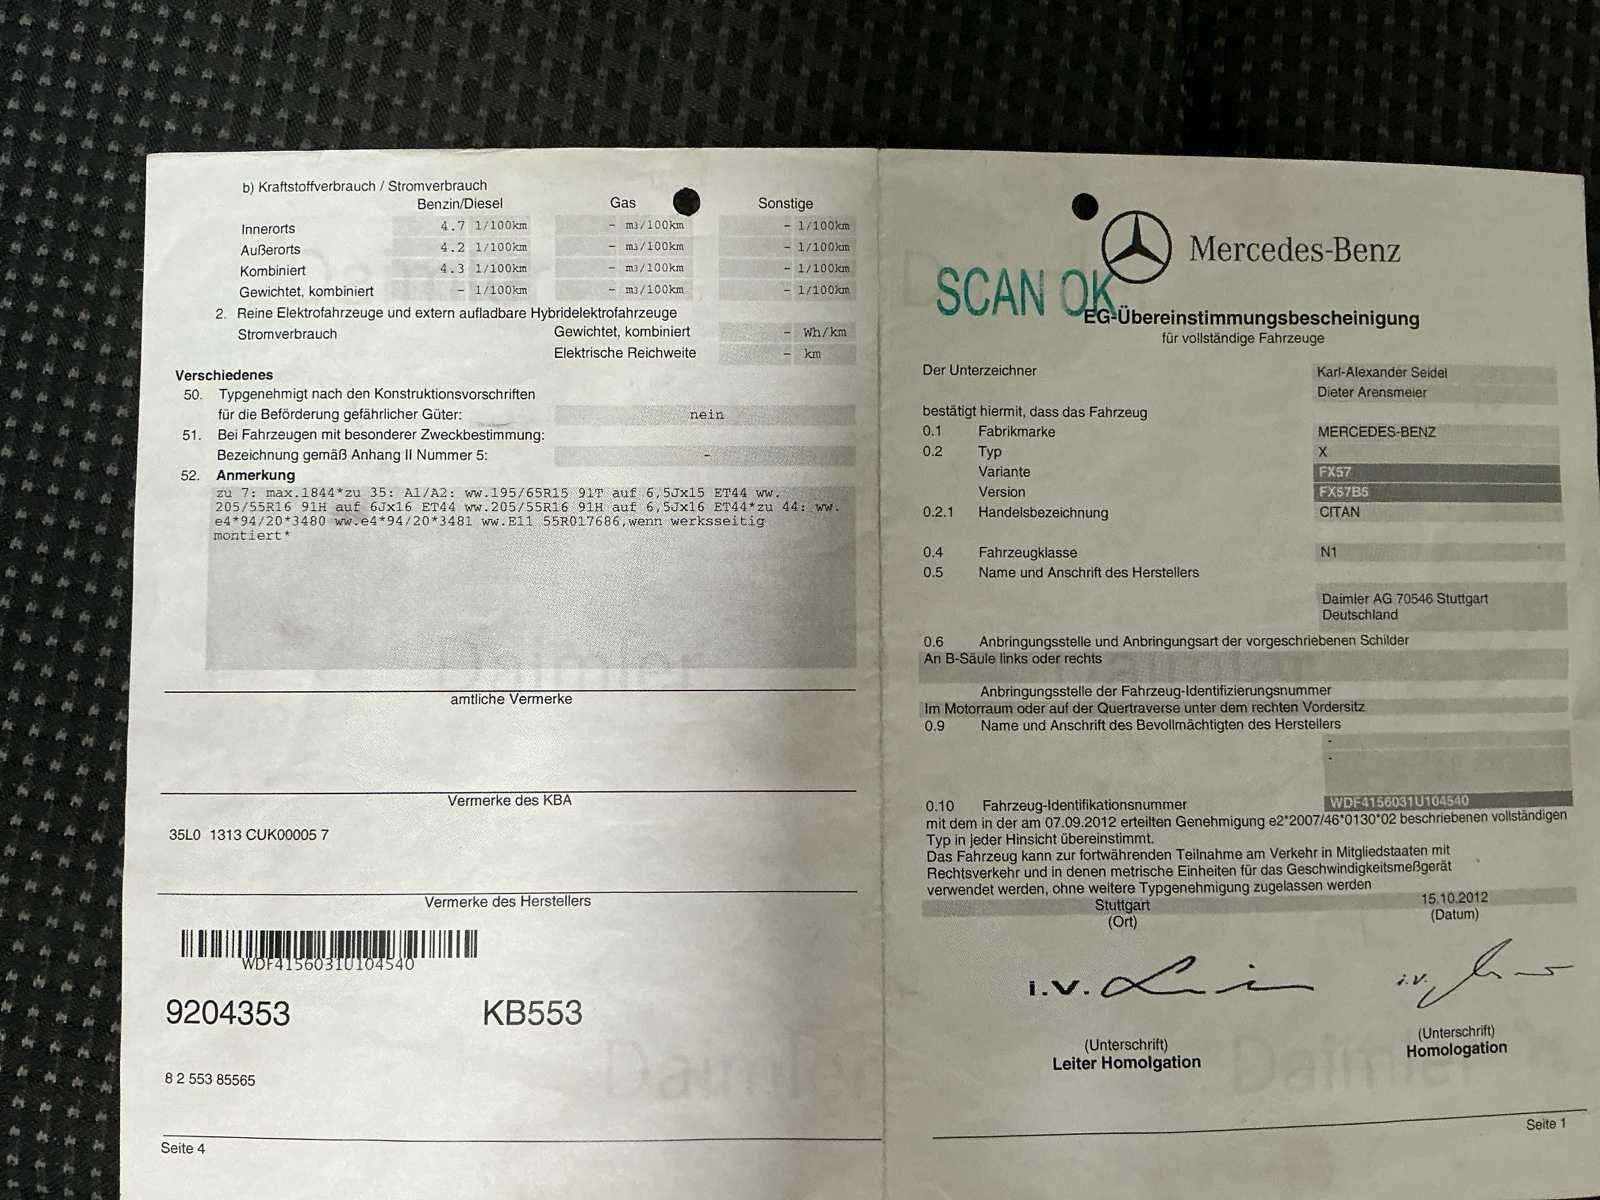 b) Kraftstoffverbrauch / Stromverbrauch
Benzin/Diesel Gas Sonstige
Innerorts 4.7 l/100km - m3/100km - l/100km
Außerorts 4.2 l/100km - m3/100km - l/100km
Kombiniert 4.3 l/100km - m3/100km - l/100km
Gewichtet, kombiniert - l/100km - m3/100km - l/100km
2. Reine Elektrofahrzeuge und extern aufladbare Hybridelektrofahrzeuge
Stromverbrauch Gewichtet, kombiniert - Wh/km
Elektrische Reichweite - km
Verschiedenes
50. Typgenehmigt nach den Konstruktionsvorschriften
für die Beförderung gefährlicher Güter: nein
51. Bei Fahrzeugen mit besonderer Zweckbestimmung:
Bezeichnung gemäß Anhang II Nummer 5: -
52. Anmerkung
zu 7: max.1844*zu 35: A1/A2: ww.195/65R15 91T auf 6,5Jx15 ET44 ww.
205/55R16 91H auf 6Jx16 ET44 ww.205/55R16 91H auf 6,5Jx16 ET44*zu 44: ww.
e4*94/20*3480 ww.e4*94/20*3481 ww.E11 55R017686,wenn werksseitig
montiert*
Daimler
amtliche Vermerke
Vermerke des KBA
35L0 1313 CUK00005 7
Vermerke des Herstellers
WDF4156031U104540
9204353 KB553
8 2 553 85565
Daimler
Seite 4
Mercedes-Benz
SCAN OK
EG-Übereinstimmungsbescheinigung
für vollständige Fahrzeuge
Der Unterzeichner Karl-Alexander Seidel
Dieter Arensmeier
bestätigt hiermit, dass das Fahrzeug
0.1 Fabrikmarke MERCEDES-BENZ
0.2 Typ X
Variante FX57
Version FX57B5
0.2.1 Handelsbezeichnung CITAN
0.4 Fahrzeugklasse N1
0.5 Name und Anschrift des Herstellers
Daimler AG 70546 Stuttgart
Deutschland
0.6 Anbringungsstelle und Anbringungsart der vorgeschriebenen Schilder
An B-Säule links oder rechts
Anbringungsstelle der Fahrzeug-Identifizierungsnummer
Im Motorraum oder auf der Quertraverse unter dem rechten Vordersitz
0.9 Name und Anschrift des Bevollmächtigten des Herstellers
-
-
0.10 Fahrzeug-Identifikationsnummer WDF4156031U104540
mit dem in der am 07.09.2012 erteilten Genehmigung e2*2007/46*0130*02 beschriebenen vollständigen
Typ in jeder Hinsicht übereinstimmt.
Das Fahrzeug kann zur fortwährenden Teilnahme am Verkehr in Mitgliedstaaten mit
Rechtsverkehr und in denen metrische Einheiten für das Geschwindigkeitsmeßgerät
verwendet werden, ohne weitere Typgenehmigung zugelassen werden
Stuttgart 15.10.2012
(Ort) (Datum)
i.V. i.V.
(Unterschrift) (Unterschrift)
Leiter Homolgation Homologation
Daimler
Seite 1